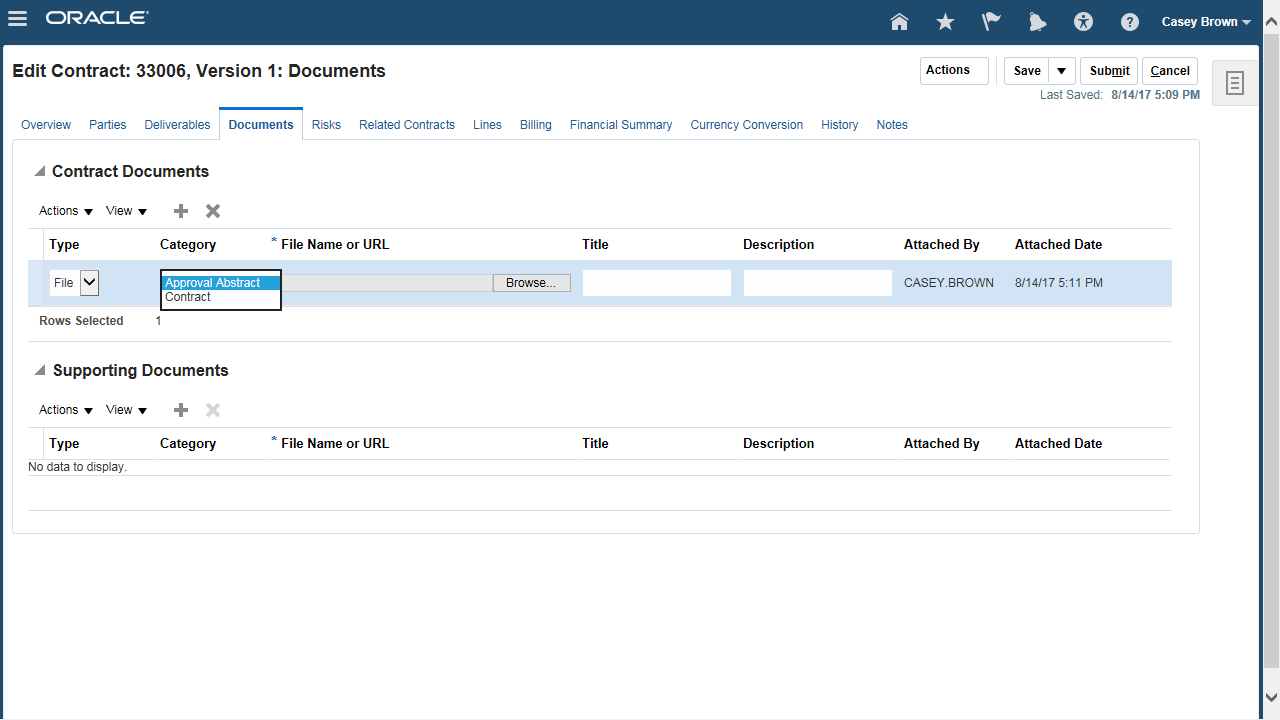 ORACLE
Casey Brown
Edit Contract: 33006, Version 1: Documents
Actions Save Submit Cancel
Last Saved: 8/14/17 5:09 PM
Overview Parties Deliverables Documents Risks Related Contracts Lines Billing Financial Summary Currency Conversion History Notes
Contract Documents
Actions View
Type Category * File Name or URL Title Description Attached By Attached Date
File Approval Abstract Browse... CASEY.BROWN 8/14/17 5:11 PM
Contract
Rows Selected 1
Supporting Documents
Actions View
Type Category * File Name or URL Title Description Attached By Attached Date
No data to display.